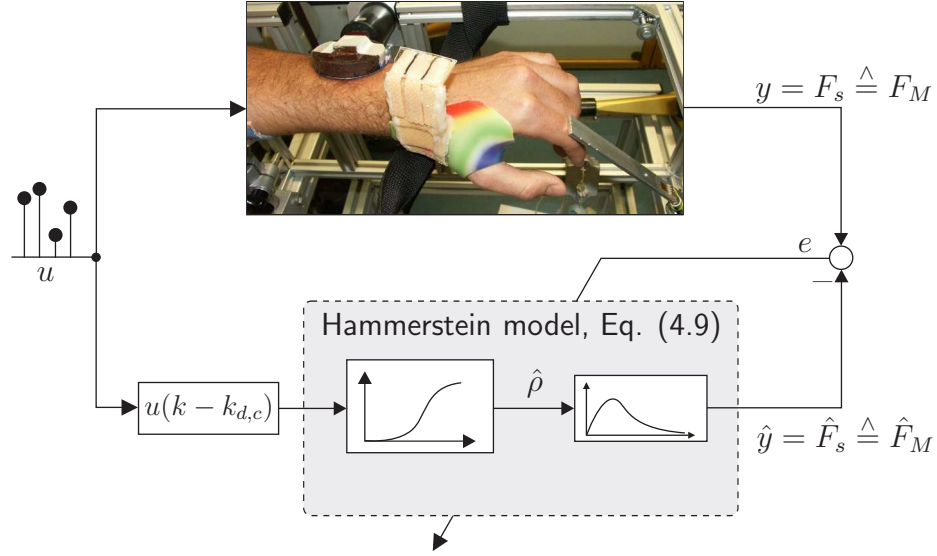 y = F_s ≙ F_M
u
e
−
Hammerstein model, Eq. (4.9)
u(k − k_{d,c})
ρ̂
ŷ = F̂_s ≙ F̂_M